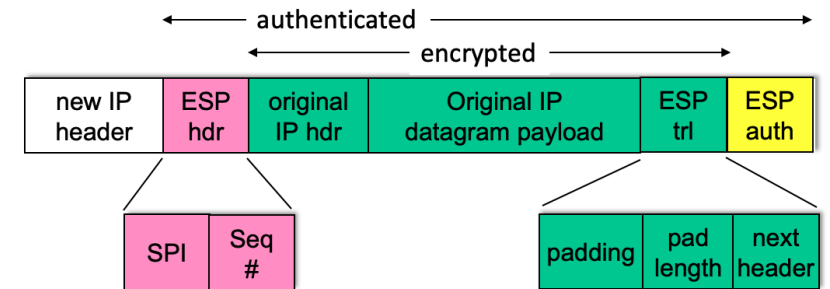 authenticated
encrypted
new IP
header
ESP
hdr
original
IP hdr
Original IP
datagram payload
ESP
trl
ESP
auth
SPI
Seq
#
padding
pad
length
next
header